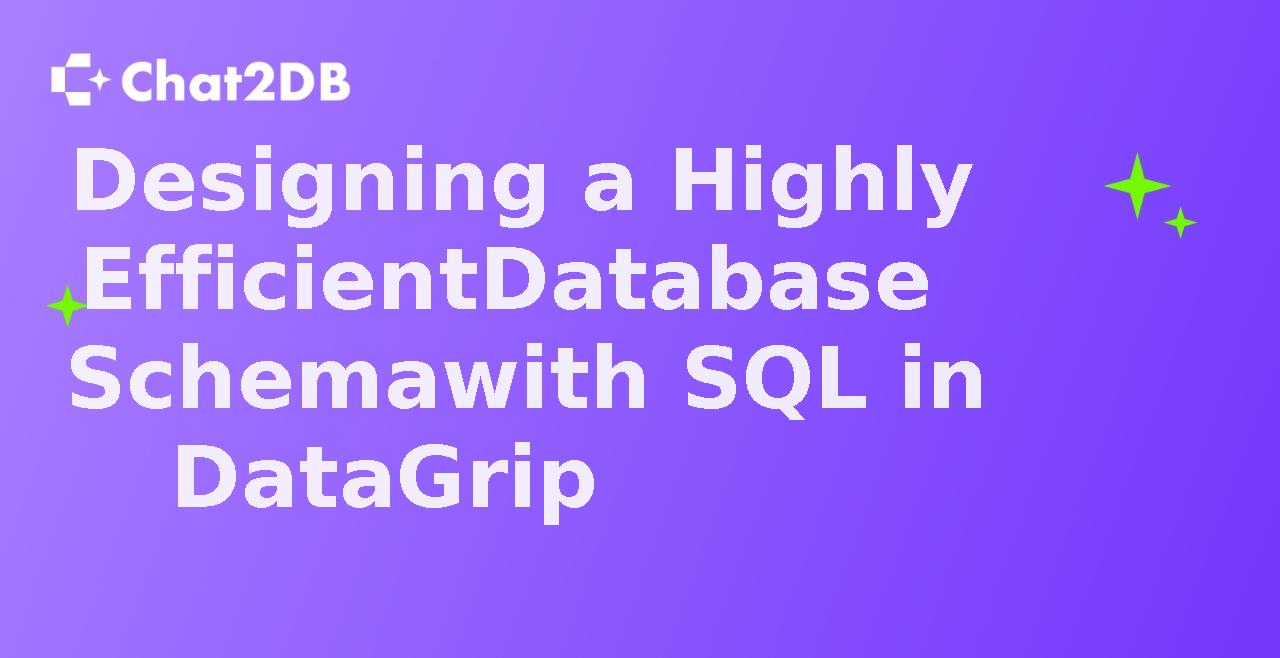 Chat2DB
Designing a Highly
EfficientDatabase
Schemawith SQL in
DataGrip